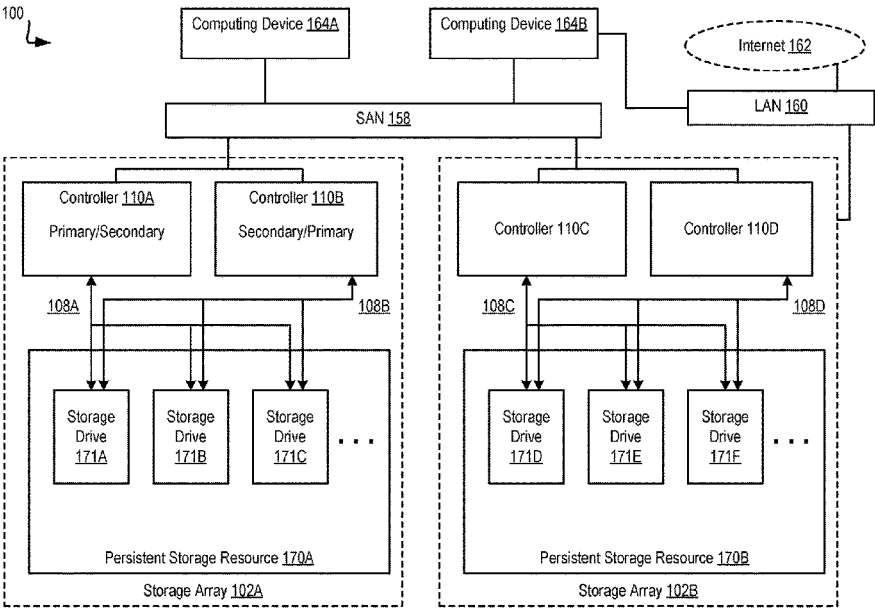 100
Computing Device 164A
Computing Device 164B
Internet 162
LAN 160
SAN 158
Controller 110A
Primary/Secondary
Controller 110B
Secondary/Primary
Controller 110C
Controller 110D
108A
108B
108C
108D
Storage
Drive
171A
Storage
Drive
171B
Storage
Drive
171C
. . .
Storage
Drive
171D
Storage
Drive
171E
Storage
Drive
171F
. . .
Persistent Storage Resource 170A
Persistent Storage Resource 170B
Storage Array 102A
Storage Array 102B